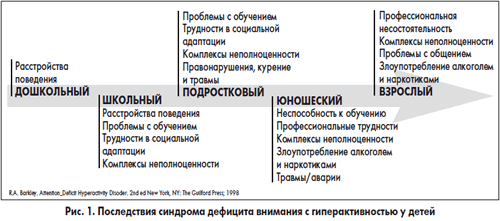 Расстройства
поведения
ДОШКОЛЬНЫЙ
ШКОЛЬНЫЙ
Расстройства поведения
Проблемы с обучением
Трудности в социальной
адаптации
Комплексы неполноценности
Проблемы с обучением
Трудности в социальной
адаптации
Комплексы неполноценности
Правонарушения, курение
и травмы
ПОДРОСТКОВЫЙ
ЮНОШЕСКИЙ
Неспособность к обучению
Профессиональные трудности
Комплексы неполноценности
Злоупотребление алкоголем
и наркотиками
Травмы/аварии
Профессиональная
несостоятельность
Комплексы неполноценности
Проблемы с общением
Злоупотребление алкоголем
и наркотиками
ВЗРОСЛЫЙ
R.A. Barkley, Attention_Deficit Hyperactivity Disoder, 2nd ed New York, NY: The Guilford Press; 1998
Рис. 1. Последствия синдрома дефицита внимания с гиперактивностью у детей